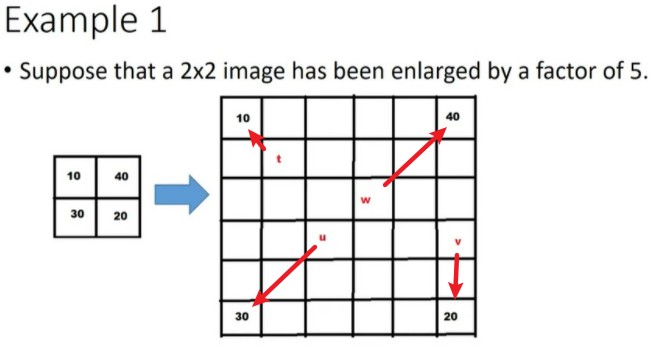 Example 1
• Suppose that a 2x2 image has been enlarged by a factor of 5.
10 40
t
10 40
w
30 20
u v
30 20